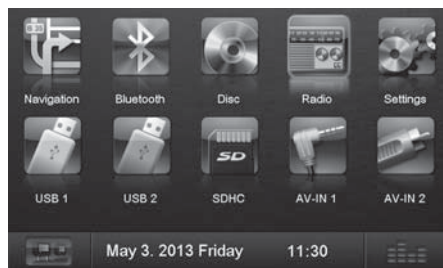 Navigation Bluetooth Disc Radio Settings
SD
USB 1 USB 2 SDHC AV-IN 1 AV-IN 2
May 3. 2013 Friday 11:30